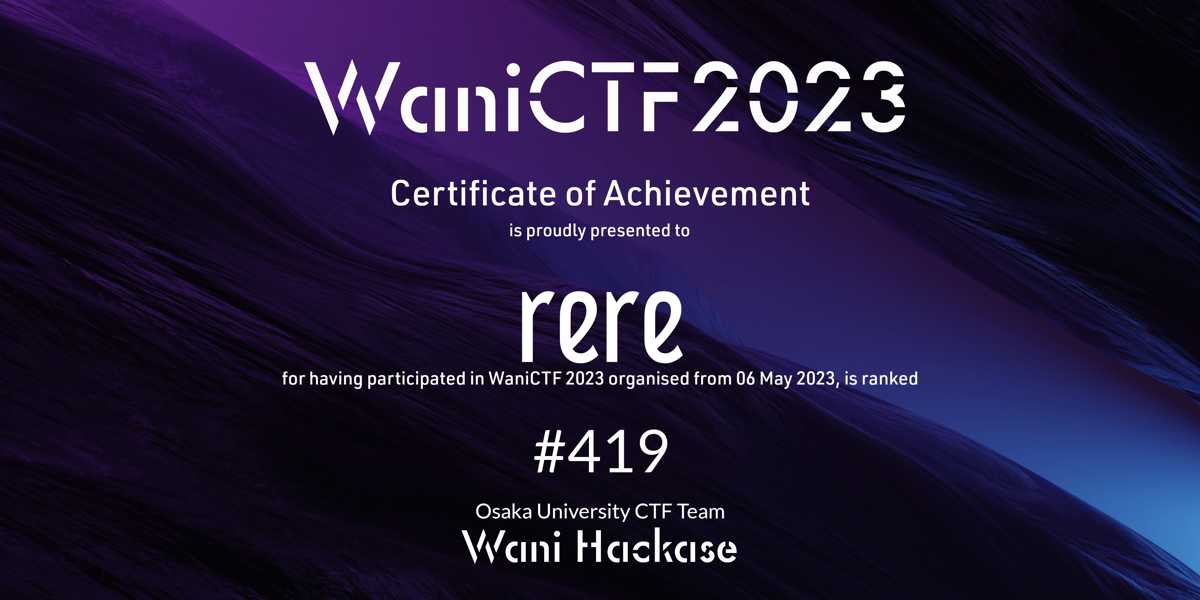 WaniCTF2023
Certificate of Achievement
is proudly presented to
rere
for having participated in WaniCTF 2023 organised from 06 May 2023, is ranked
#419
Osaka University CTF Team
Wani Hackase